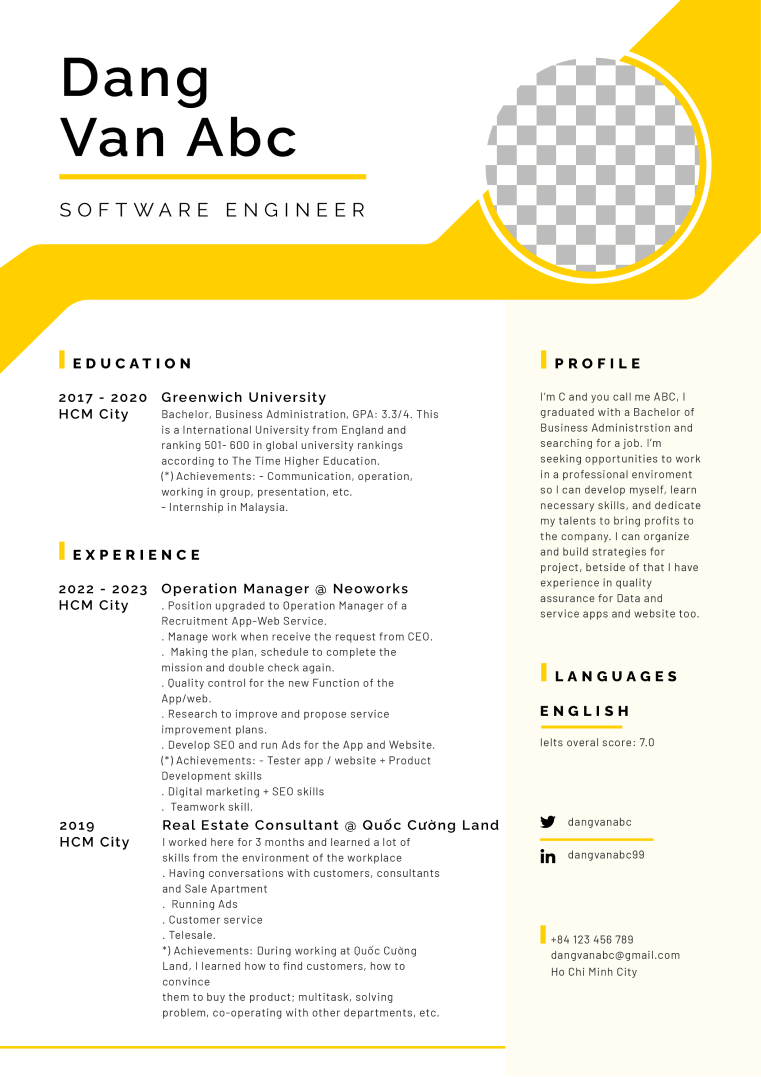 Dang
Van Abc
SOFTWARE ENGINEER
EDUCATION
2017 - 2020
HCM City
Greenwich University
Bachelor, Business Administration, GPA: 3.3/4. This
is a International University from England and
ranking 501- 600 in global university rankings
according to The Time Higher Education.
(*) Achievements: - Communication, operation,
working in group, presentation, etc.
- Internship in Malaysia.
EXPERIENCE
2022 - 2023
HCM City
Operation Manager @ Neoworks
. Position upgraded to Operation Manager of a
Recruitment App-Web Service.
. Manage work when receive the request from CEO.
.  Making the plan, schedule to complete the
mission and double check again.
. Quality control for the new Function of the
App/web.
. Research to improve and propose service
improvement plans.
. Develop SEO and run Ads for the App and Website.
(*) Achievements: - Tester app / website + Product
Development skills
. Digital marketing + SEO skills
.  Teamwork skill.
2019
HCM City
Real Estate Consultant @ Quốc Cường Land
I worked here for 3 months and learned a lot of
skills from the environment of the workplace
. Having conversations with customers, consultants
and Sale Apartment
.  Running Ads
. Customer service
. Telesale.
*) Achievements: During working at Quốc Cường
Land, I learned how to find customers, how to
convince
them to buy the product; multitask, solving
problem, co-operating with other departments, etc.
PROFILE
I'm C and you call me ABC, I
graduated with a Bachelor of
Business Administrstion and
searching for a job. I'm
seeking opportunities to work
in a professional enviroment
so I can develop myself, learn
necessary skills, and dedicate
my talents to bring profits to
the company. I can organize
and build strategies for
project, betside of that I have
experience in quality
assurance for Data and
service apps and website too.
LANGUAGES
ENGLISH
Ielts overal score: 7.0
dangvanabc
dangvanabc99
+84 123 456 789
dangvanabc@gmail.com
Ho Chi Minh City